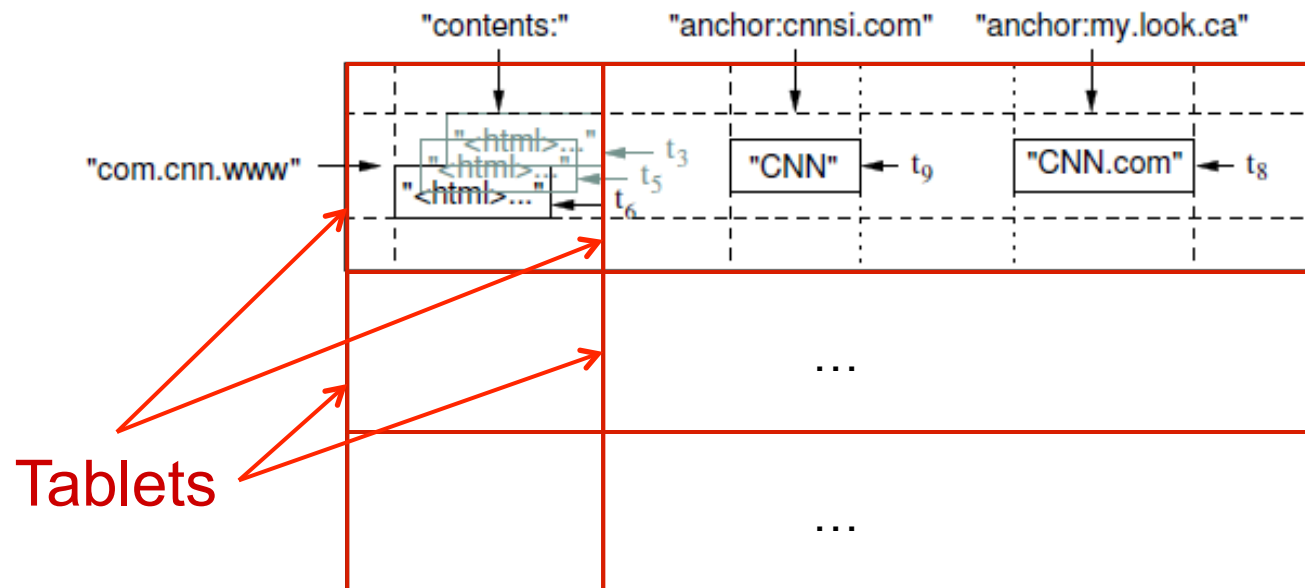 "contents:" "anchor:cnnsi.com" "anchor:my.look.ca"
"<html>..." t3
"com.cnn.www" "<html>..." t5 "CNN" t9 "CNN.com" t8
"<html>..." t6
...
Tablets
...